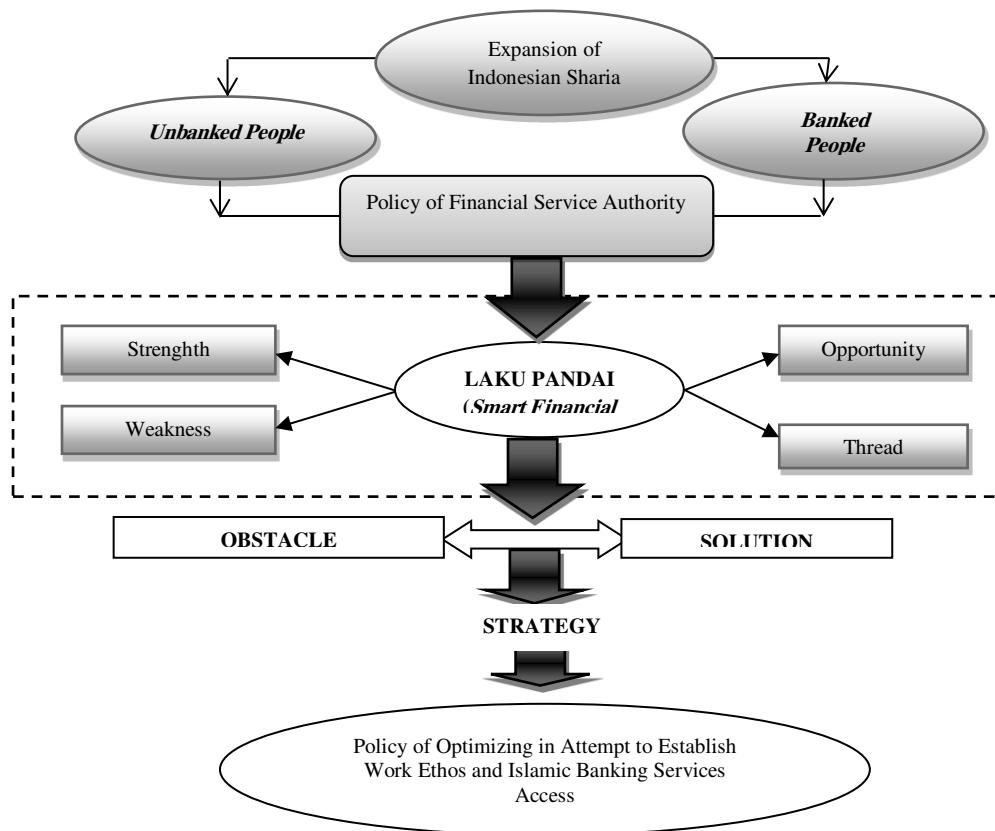 Expansion of
Indonesian Sharia
Unbanked People
Banked
People
Policy of Financial Service Authority
Strenghth
Opportunity
LAKU PANDAI
(Smart Financial
Weakness
Thread
OBSTACLE
SOLUTION
STRATEGY
Policy of Optimizing in Attempt to Establish
Work Ethos and Islamic Banking Services
Access